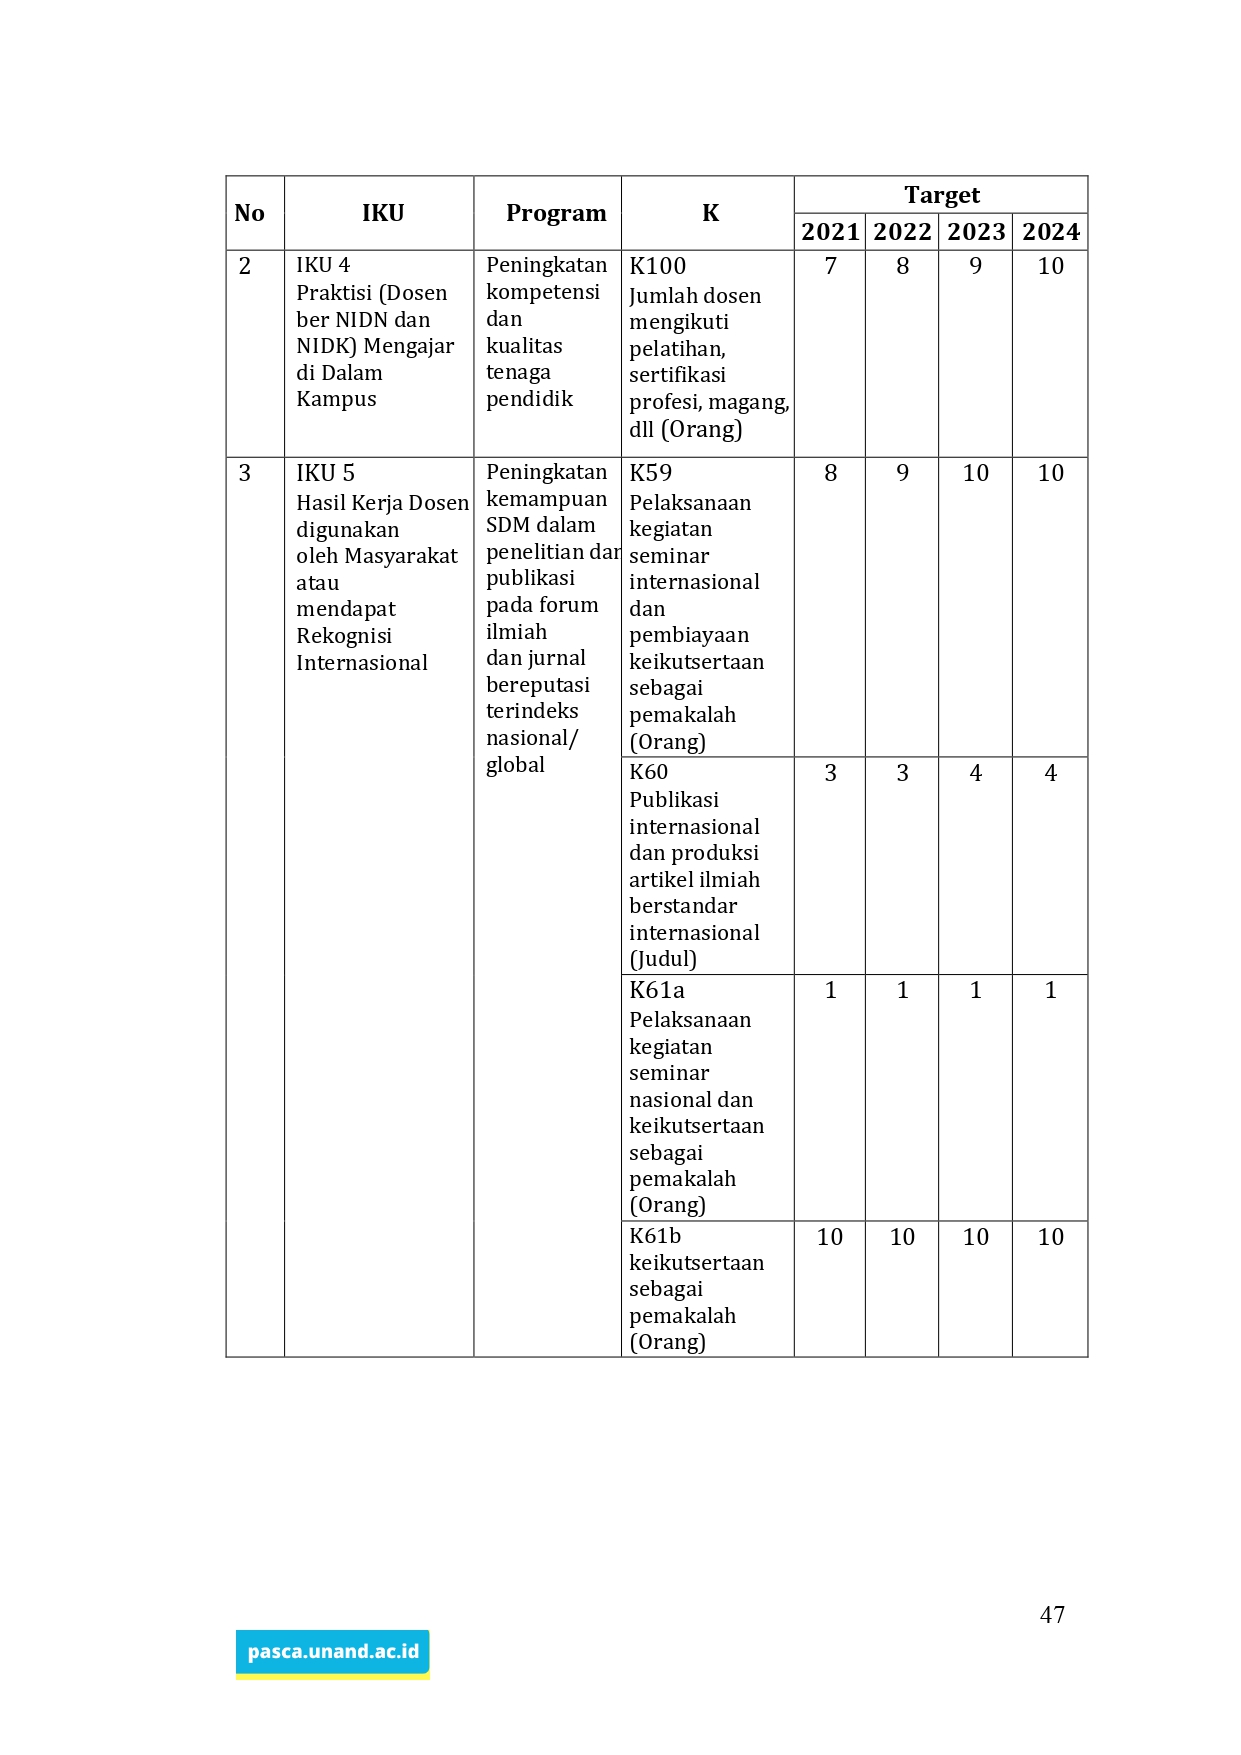 No IKU Program K Target
2021 2022 2023 2024
2 IKU 4
Praktisi (Dosen
ber NIDN dan
NIDK) Mengajar
di Dalam
Kampus
Peningkatan
kompetensi
dan
kualitas
tenaga
pendidik
K100
Jumlah dosen
mengikuti
pelatihan,
sertifikasi
profesi, magang,
dll (Orang)
7 8 9 10
3 IKU 5
Hasil Kerja Dosen
digunakan
oleh Masyarakat
atau
mendapat
Rekognisi
Internasional
Peningkatan
kemampuan
SDM dalam
penelitian dan
publikasi
pada forum
ilmiah
dan jurnal
bereputasi
terindeks
nasional/
global
K59
Pelaksanaan
kegiatan
seminar
internasional
dan
pembiayaan
keikutsertaan
sebagai
pemakalah
(Orang)
8 9 10 10
K60
Publikasi
internasional
dan produksi
artikel ilmiah
berstandar
internasional
(Judul)
3 3 4 4
K61a
Pelaksanaan
kegiatan
seminar
nasional dan
keikutsertaan
sebagai
pemakalah
(Orang)
1 1 1 1
K61b
keikutsertaan
sebagai
pemakalah
(Orang)
10 10 10 10
47
pasca.unand.ac.id